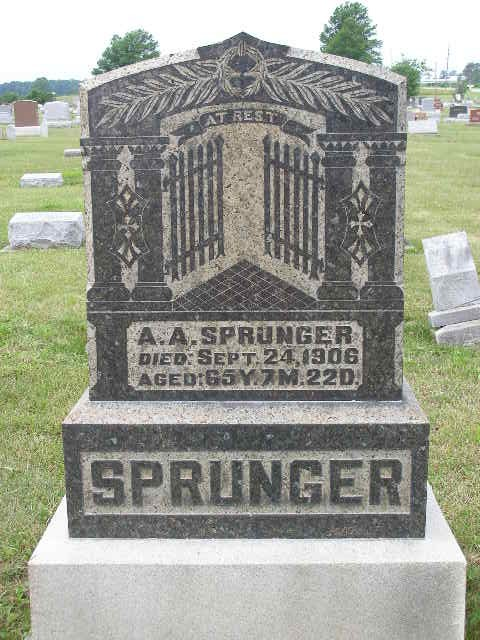 AT REST
A. A. SPRUNGER
DIED: SEPT. 24, 1906
AGED: 65Y. 7M. 22D.
SPRUNGER